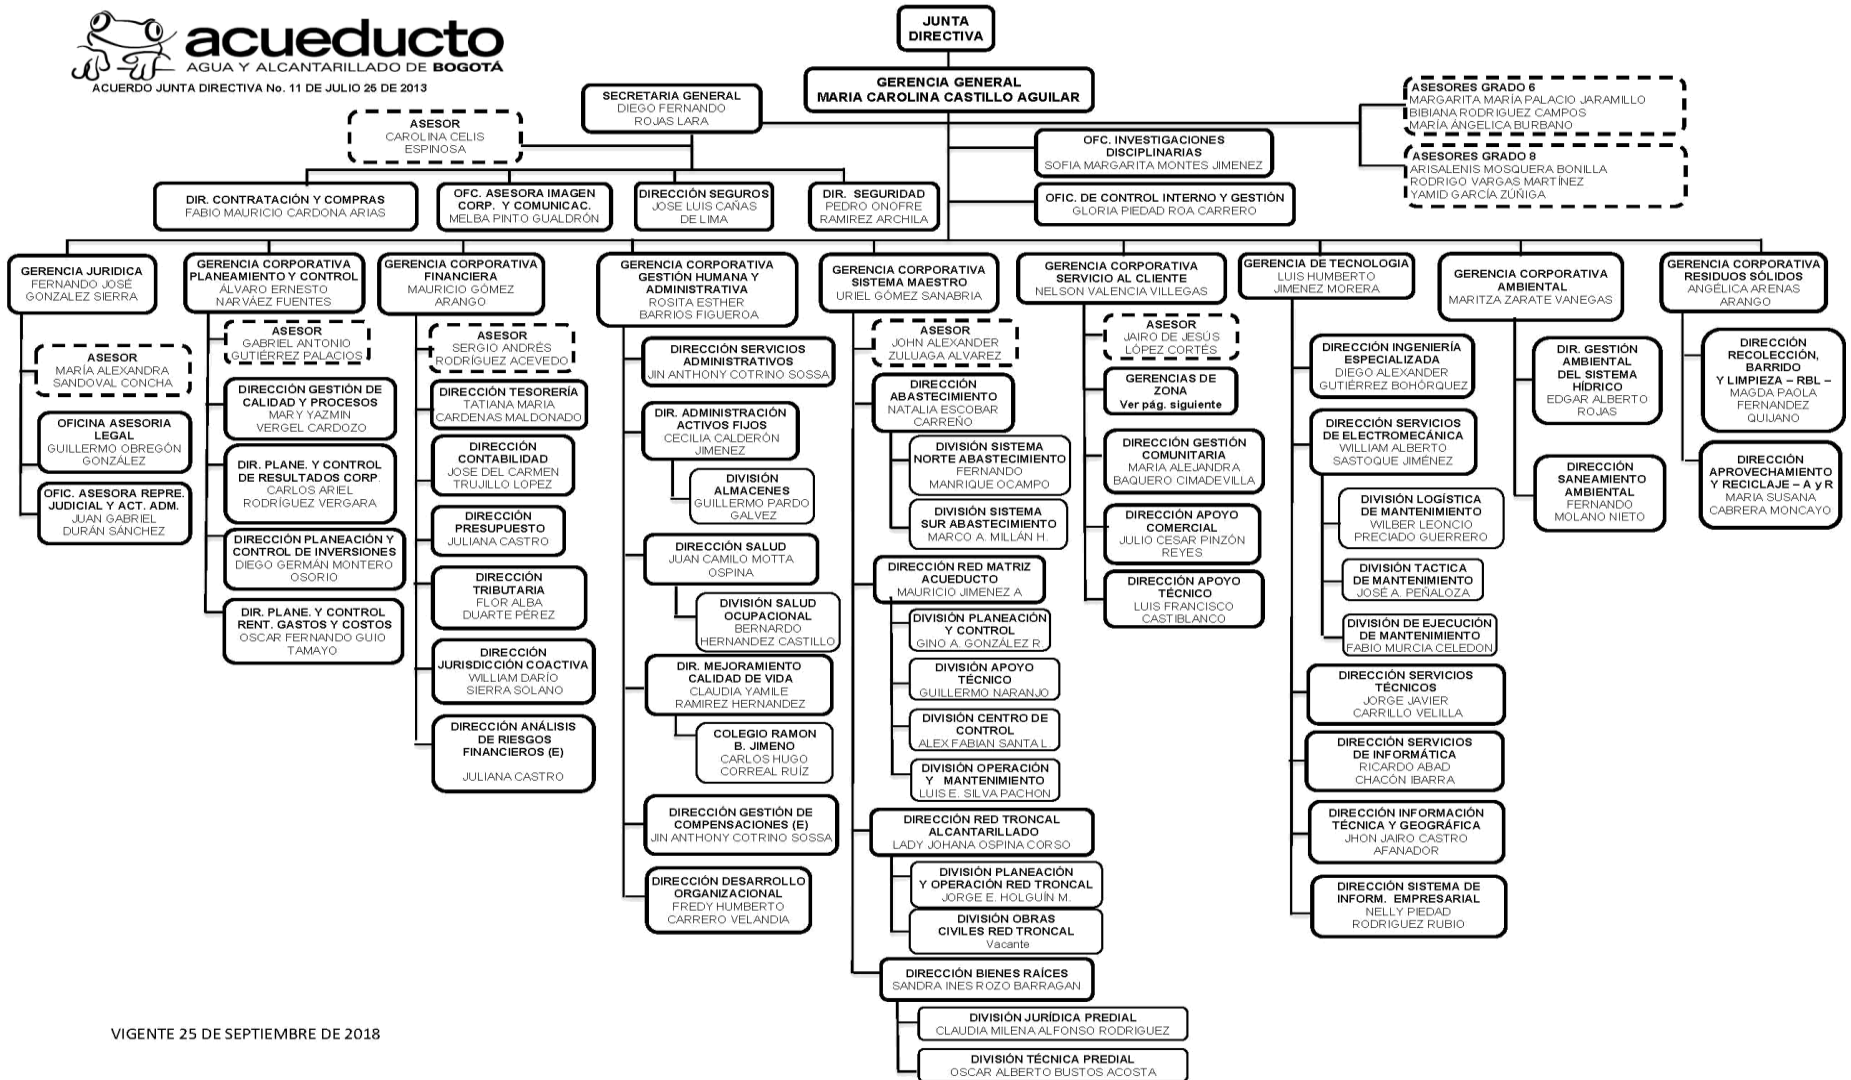 acueducto
AGUA Y ALCANTARILLADO DE BOGOTÁ
ACUERDO JUNTA DIRECTIVA No. 11 DE JULIO 25 DE 2013
JUNTA
DIRECTIVA
GERENCIA GENERAL
MARIA CAROLINA CASTILLO AGUILAR
SECRETARIA GENERAL
DIEGO FERNANDO
ROJAS LARA
ASESOR
CAROLINA CELIS
ESPINOSA
ASESORES GRADO 6
MARGARITA MARÍA PALACIO JARAMILLO
BIBIANA RODRIGUEZ CAMPOS
MARÍA ÁNGELICA BURBANO
ASESORES GRADO 8
ARISALENIS MOSQUERA BONILLA
RODRIGO VARGAS MARTÍNEZ
YAMID GARCÍA ZÚÑIGA
OFC. INVESTIGACIONES
DISCIPLINARIAS
SOFIA MARGARITA MONTES JIMENEZ
OFIC. DE CONTROL INTERNO Y GESTIÓN
GLORIA PIEDAD ROA CARRERO
DIR. CONTRATACIÓN Y COMPRAS
FABIO MAURICIO CARDONA ARIAS
OFC. ASESORA IMAGEN
CORP. Y COMUNICAC.
MELBA PINTO GUALDRÓN
DIRECCIÓN SEGUROS
JOSE LUIS CAÑAS
DE LIMA
DIR. SEGURIDAD
PEDRO ONOFRE
RAMIREZ ARCHILA
GERENCIA JURIDICA
FERNANDO JOSÉ
GONZALEZ SIERRA
ASESOR
MARÍA ALEXANDRA
SANDOVAL CONCHA
OFICINA ASESORIA
LEGAL
GUILLERMO OBREGÓN
GONZÁLEZ
OFIC. ASESORA REPRE.
JUDICIAL Y ACT. ADM.
JUAN GABRIEL
DURÁN SÁNCHEZ
GERENCIA CORPORATIVA
PLANEAMIENTO Y CONTROL
ÁLVARO ERNESTO
NARVÁEZ FUENTES
ASESOR
GABRIEL ANTONIO
GUTIÉRREZ PALACIOS
DIRECCIÓN GESTIÓN DE
CALIDAD Y PROCESOS
MARY YAZMIN
VERGEL CARDOZO
DIR. PLANE. Y CONTROL
DE RESULTADOS CORP.
CARLOS ARIEL
RODRÍGUEZ VERGARA
DIRECCIÓN PLANEACIÓN Y
CONTROL DE INVERSIONES
DIEGO GERMÁN MONTERO
OSORIO
DIR. PLANE. Y CONTROL
RENT. GASTOS Y COSTOS
OSCAR FERNANDO GUIO
TAMAYO
GERENCIA CORPORATIVA
FINANCIERA
MAURICIO GÓMEZ
ARANGO
ASESOR
SERGIO ANDRÉS
RODRÍGUEZ ACEVEDO
DIRECCIÓN TESORERÍA
TATIANA MARIA
CARDENAS MALDONADO
DIRECCIÓN
CONTABILIDAD
JOSE DEL CARMEN
TRUJILLO LOPEZ
DIRECCIÓN
PRESUPUESTO
JULIANA CASTRO
DIRECCIÓN
TRIBUTARIA
FLOR ALBA
DUARTE PÉREZ
DIRECCIÓN
JURISDICCIÓN COACTIVA
WILLIAM DARÍO
SIERRA SOLANO
DIRECCIÓN ANÁLISIS
DE RIESGOS
FINANCIEROS (E)
JULIANA CASTRO
GERENCIA CORPORATIVA
GESTIÓN HUMANA Y
ADMINISTRATIVA
ROSITA ESTHER
BARRIOS FIGUEROA
DIRECCIÓN SERVICIOS
ADMINISTRATIVOS
JIN ANTHONY COTRINO SOSSA
DIR. ADMINISTRACIÓN
ACTIVOS FIJOS
CECILIA CALDERÓN
JIMENEZ
DIVISIÓN
ALMACENES
GUILLERMO PARDO
GALVEZ
DIRECCIÓN SALUD
JUAN CAMILO MOTTA
OSPINA
DIVISIÓN SALUD
OCUPACIONAL
BERNARDO
HERNANDEZ CASTILLO
DIR. MEJORAMIENTO
CALIDAD DE VIDA
CLAUDIA YAMILE
RAMIREZ HERNANDEZ
COLEGIO RAMON
B. JIMENO
CARLOS HUGO
CORREAL RUÍZ
DIRECCIÓN GESTIÓN DE
COMPENSACIONES (E)
JIN ANTHONY COTRINO SOSSA
DIRECCIÓN DESARROLLO
ORGANIZACIONAL
FREDY HUMBERTO
CARRERO VELANDIA
GERENCIA CORPORATIVA
SISTEMA MAESTRO
URIEL GÓMEZ SANABRIA
ASESOR
JOHN ALEXANDER
ZULUAGA ALVAREZ
DIRECCIÓN
ABASTECIMIENTO
NATALIA ESCOBAR
CARREÑO
DIVISIÓN SISTEMA
NORTE ABASTECIMIENTO
FERNANDO
MANRIQUE OCAMPO
DIVISIÓN SISTEMA
SUR ABASTECIMIENTO
MARCO A. MILLÁN H.
DIRECCIÓN RED MATRIZ
ACUEDUCTO
MAURICIO JIMENEZ A
DIVISIÓN PLANEACIÓN
Y CONTROL
GINO A. GONZÁLEZ R.
DIVISIÓN APOYO
TÉCNICO
GUILLERMO NARANJO
DIVISIÓN CENTRO DE
CONTROL
ALEX FABIAN SANTA L.
DIVISIÓN OPERACIÓN
Y MANTENIMIENTO
LUIS E. SILVA PACHON
DIRECCIÓN RED TRONCAL
ALCANTARILLADO
LADY JOHANA OSPINA CORSO
DIVISIÓN PLANEACIÓN
Y OPERACIÓN RED TRONCAL
JORGE E. HOLGUÍN M.
DIVISIÓN OBRAS
CIVILES RED TRONCAL
Vacante
DIRECCIÓN BIENES RAÍCES
SANDRA INES ROZO BARRAGAN
DIVISIÓN JURÍDICA PREDIAL
CLAUDIA MILENA ALFONSO RODRIGUEZ
DIVISIÓN TÉCNICA PREDIAL
OSCAR ALBERTO BUSTOS ACOSTA
GERENCIA CORPORATIVA
SERVICIO AL CLIENTE
NELSON VALENCIA VILLEGAS
ASESOR
JAIRO DE JESÚS
LÓPEZ CORTÉS
GERENCIAS DE
ZONA
Ver pág. siguiente
DIRECCIÓN GESTIÓN
COMUNITARIA
MARIA ALEJANDRA
BAQUERO CIMADEVILLA
DIRECCIÓN APOYO
COMERCIAL
JULIO CESAR PINZÓN
REYES
DIRECCIÓN APOYO
TÉCNICO
LUIS FRANCISCO
CASTIBLANCO
GERENCIA DE TECNOLOGIA
LUIS HUMBERTO
JIMENEZ MORERA
DIRECCIÓN INGENIERÍA
ESPECIALIZADA
DIEGO ALEXANDER
GUTIÉRREZ BOHÓRQUEZ
DIRECCIÓN SERVICIOS
DE ELECTROMECÁNICA
WILLIAM ALBERTO
SASTOQUE JIMÉNEZ
DIVISIÓN LOGÍSTICA
DE MANTENIMIENTO
WILBER LEONCIO
PRECIADO GUERRERO
DIVISIÓN TACTICA
DE MANTENIMIENTO
JOSÉ A. PEÑALOZA
DIVISIÓN DE EJECUCIÓN
DE MANTENIMIENTO
FABIO MURCIA CELEDON
DIRECCIÓN SERVICIOS
TÉCNICOS
JORGE JAVIER
CARRILLO VELILLA
DIRECCIÓN SERVICIOS
DE INFORMÁTICA
RICARDO ABAD
CHACÓN IBARRA
DIRECCIÓN INFORMACIÓN
TÉCNICA Y GEOGRÁFICA
JHON JAIRO CASTRO
AFANADOR
DIRECCIÓN SISTEMA DE
INFORM. EMPRESARIAL
NELLY PIEDAD
RODRIGUEZ RUBIO
GERENCIA CORPORATIVA
AMBIENTAL
MARITZA ZARATE VANEGAS
DIR. GESTIÓN
AMBIENTAL
DEL SISTEMA
HÍDRICO
EDGAR ALBERTO
ROJAS
DIRECCIÓN
SANEAMIENTO
AMBIENTAL
FERNANDO
MOLANO NIETO
GERENCIA CORPORATIVA
RESIDUOS SÓLIDOS
ANGÉLICA ARENAS
ARANGO
DIRECCIÓN
RECOLECCIÓN,
BARRIDO
Y LIMPIEZA – RBL –
MAGDA PAOLA
FERNANDEZ
QUIJANO
DIRECCIÓN
APROVECHAMIENTO
Y RECICLAJE – A y R
MARIA SUSANA
CABRERA MONCAYO
VIGENTE 25 DE SEPTIEMBRE DE 2018